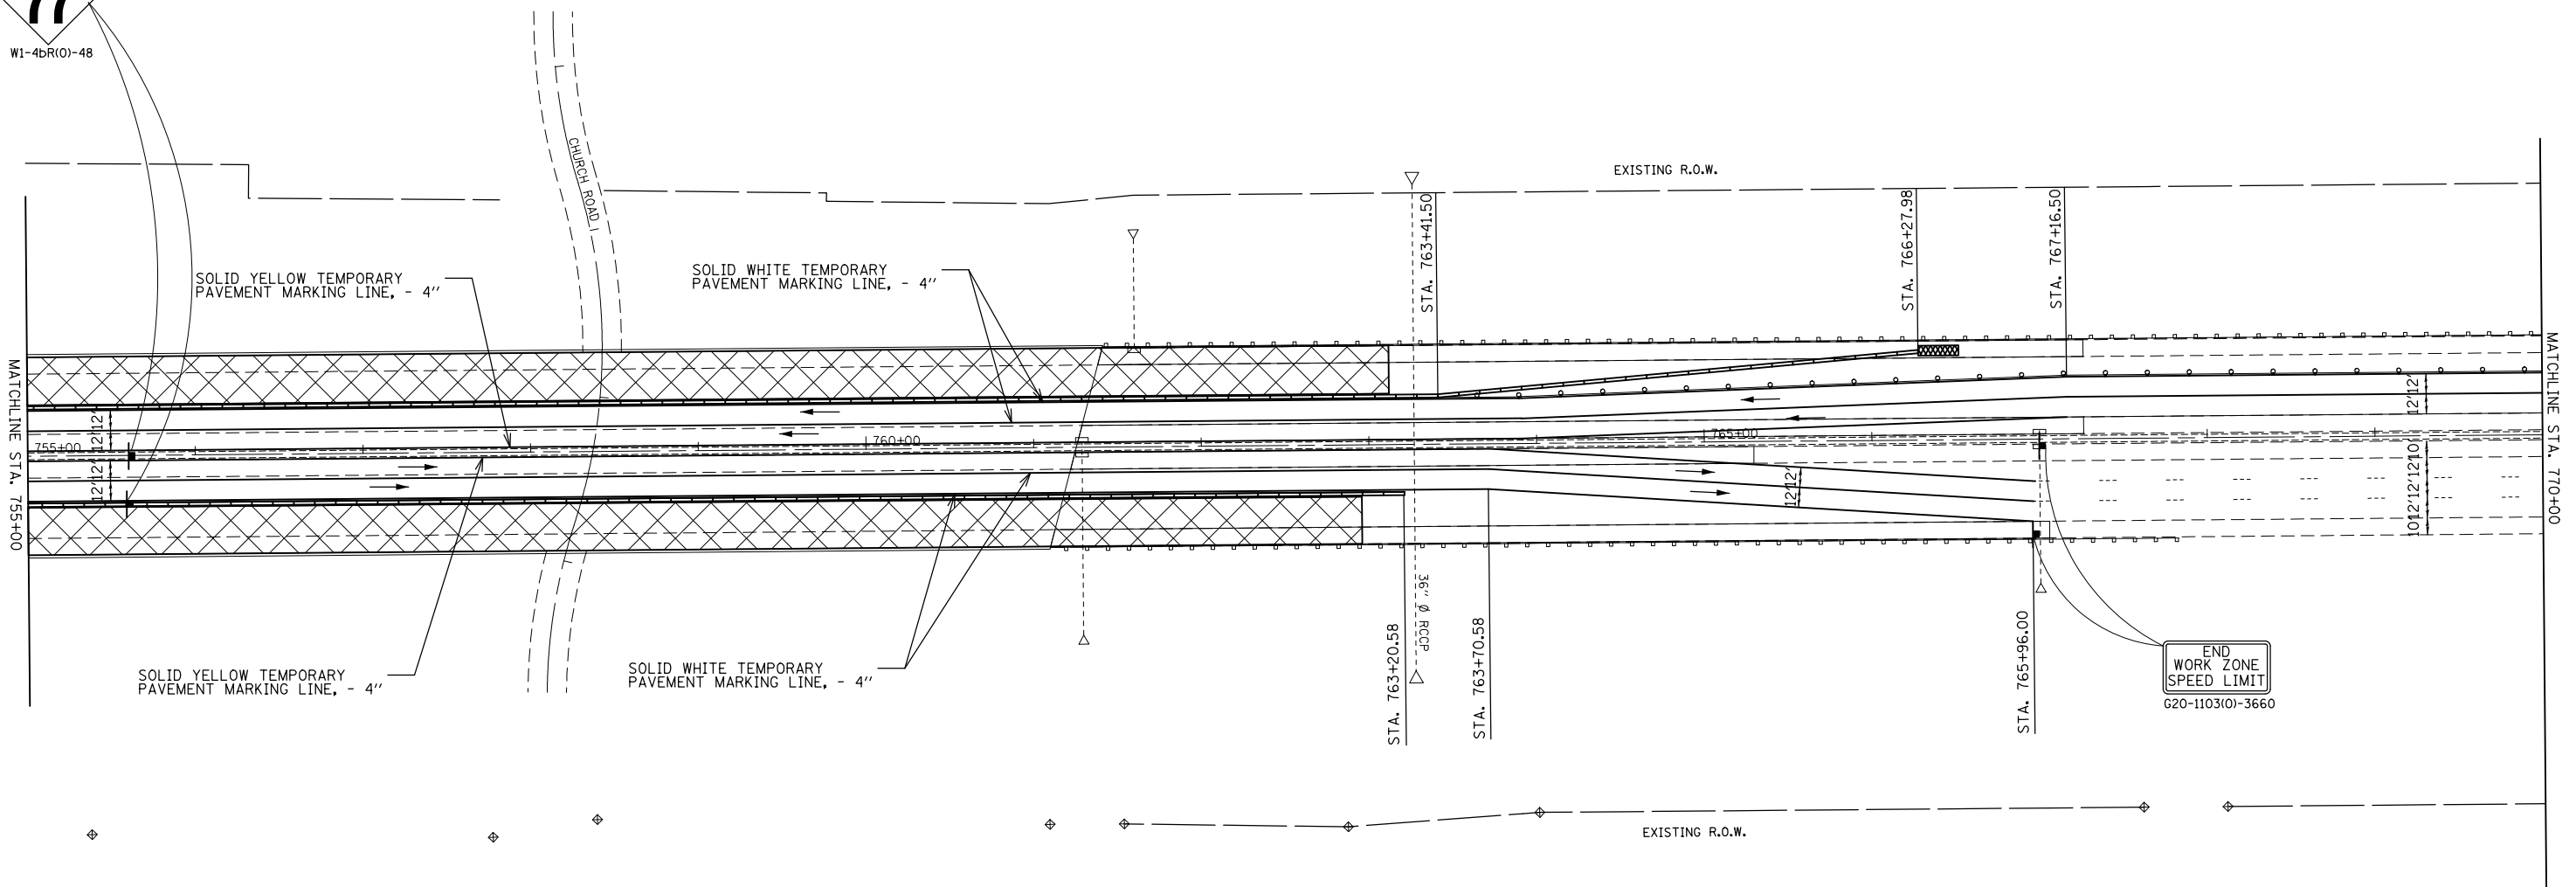 W1-4bR(O)-48
CHURCH ROAD
EXISTING R.O.W.
STA. 763+41.50
STA. 766+27.98
STA. 767+16.50
SOLID YELLOW TEMPORARY
PAVEMENT MARKING LINE, - 4''
SOLID WHITE TEMPORARY
PAVEMENT MARKING LINE, - 4''
MATCHLINE STA. 755+00
MATCHLINE STA. 770+00
12' 12'
12' 12'
755+00
760+00
765+00
12' 12'
12' 12'
10' 12' 12' 10'
36'' Ø RCCP
SOLID YELLOW TEMPORARY
PAVEMENT MARKING LINE, - 4''
SOLID WHITE TEMPORARY
PAVEMENT MARKING LINE, - 4''
STA. 763+20.58
STA. 763+70.58
STA. 765+96.00
END
WORK ZONE
SPEED LIMIT
G20-1103(O)-3660
EXISTING R.O.W.